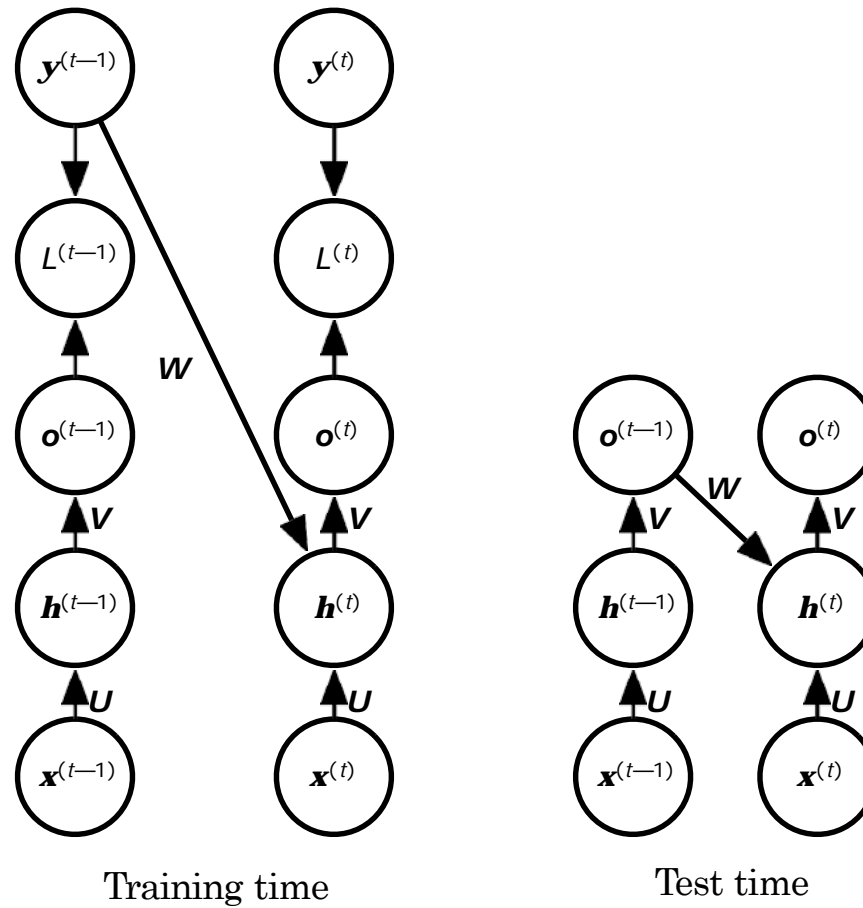 y(t—1) y(t)
L(t—1) L(t)
W
o(t—1) o(t) o(t—1) o(t)
W
V V V V
h(t—1) h(t) h(t—1) h(t)
U U U U
x(t—1) x(t) x(t—1) x(t)
Training time Test time